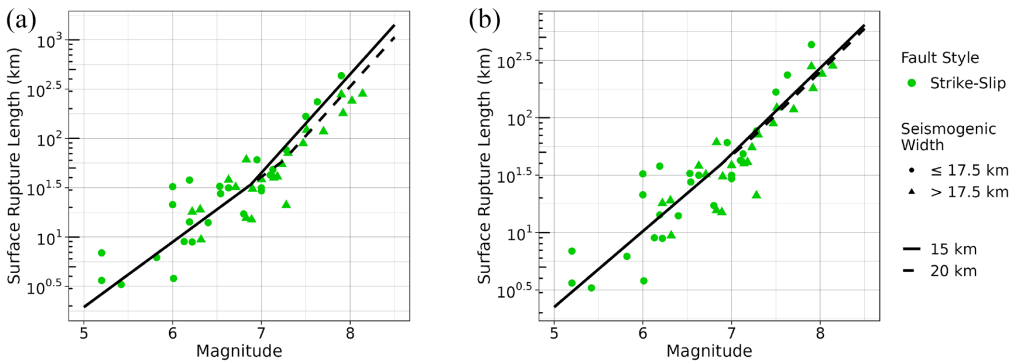 (a)
Surface Rupture Length (km)
10^3
10^2.5
10^2
10^1.5
10^1
10^0.5
5 6 7 8
Magnitude
(b)
Surface Rupture Length (km)
10^2.5
10^2
10^1.5
10^1
10^0.5
5 6 7 8
Magnitude
Fault Style
Strike-Slip
Seismogenic
Width
≤ 17.5 km
> 17.5 km
15 km
20 km